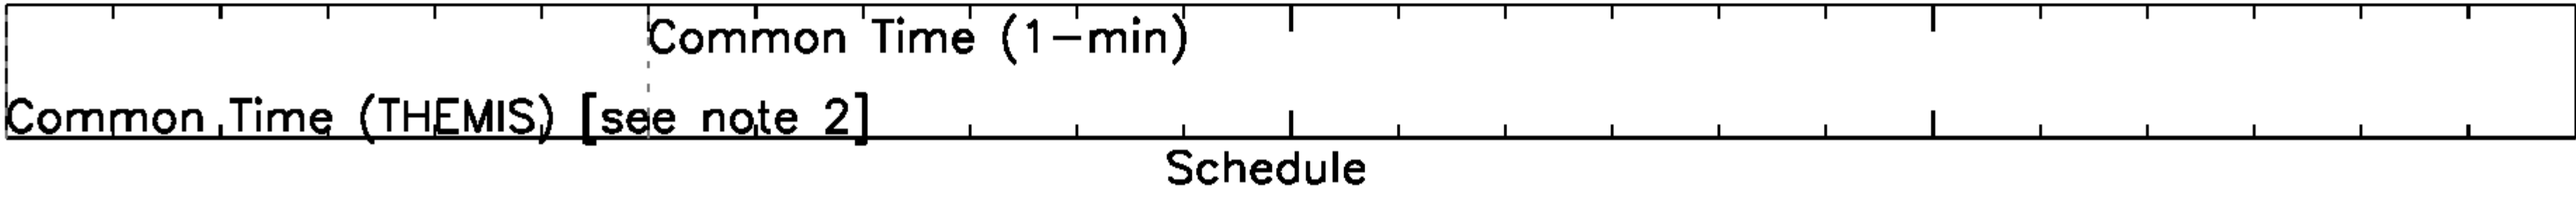 Common Time (1-min)
Common Time (THEMIS) [see note 2]
Schedule